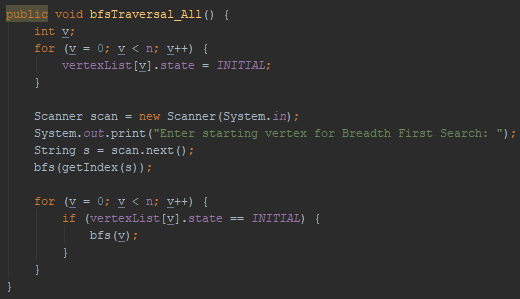 public void bfsTraversal_All() {
    int v;
    for (v = 0; v < n; v++) {
        vertexList[v].state = INITIAL;
    }

    Scanner scan = new Scanner(System.in);
    System.out.print("Enter starting vertex for Breadth First Search: ");
    String s = scan.next();
    bfs(getIndex(s));

    for (v = 0; v < n; v++) {
        if (vertexList[v].state == INITIAL) {
            bfs(v);
        }
    }
}